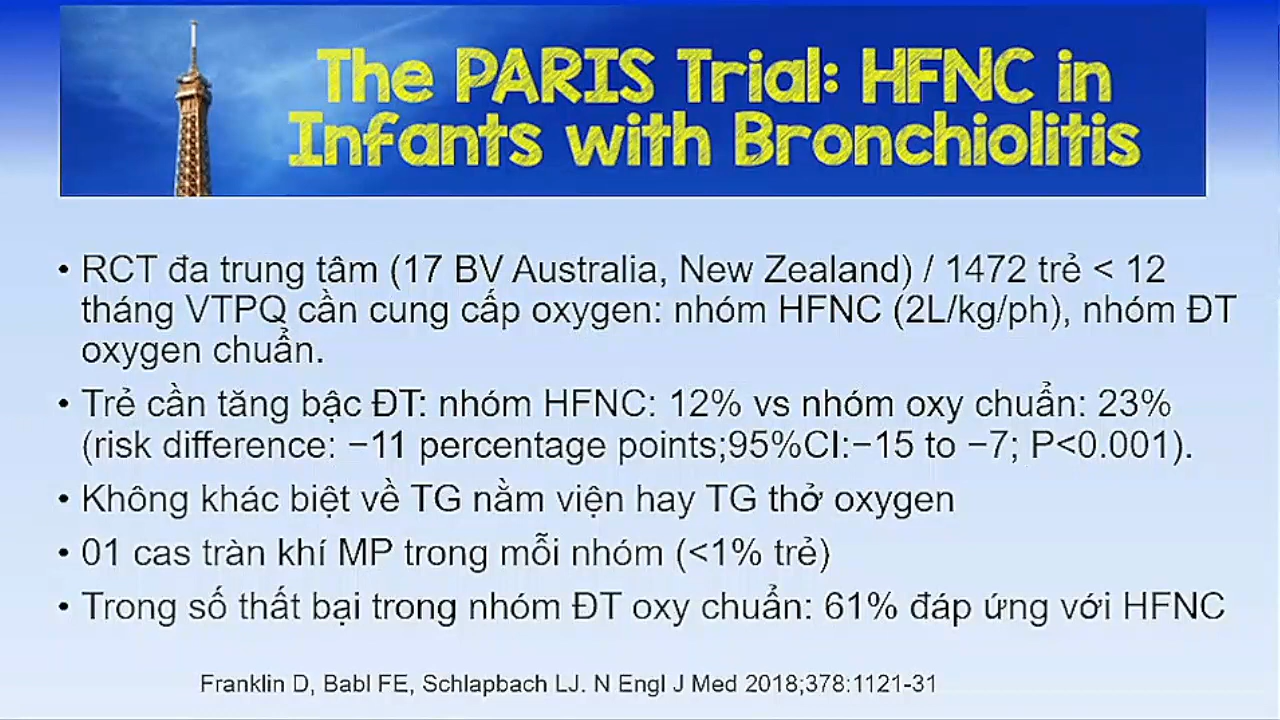 The PARIS Trial: HFNC in
Infants with Bronchiolitis
• RCT đa trung tâm (17 BV Australia, New Zealand) / 1472 trẻ < 12
tháng VTPQ cần cung cấp oxygen: nhóm HFNC (2L/kg/ph), nhóm ĐT
oxygen chuẩn.
• Trẻ cần tăng bậc ĐT: nhóm HFNC: 12% vs nhóm oxy chuẩn: 23%
(risk difference: −11 percentage points;95%CI:−15 to −7; P<0.001).
• Không khác biệt về TG nằm viện hay TG thở oxygen
• 01 cas tràn khí MP trong mỗi nhóm (<1% trẻ)
• Trong số thất bại trong nhóm ĐT oxy chuẩn: 61% đáp ứng với HFNC
Franklin D, Babl FE, Schlapbach LJ. N Engl J Med 2018;378:1121-31